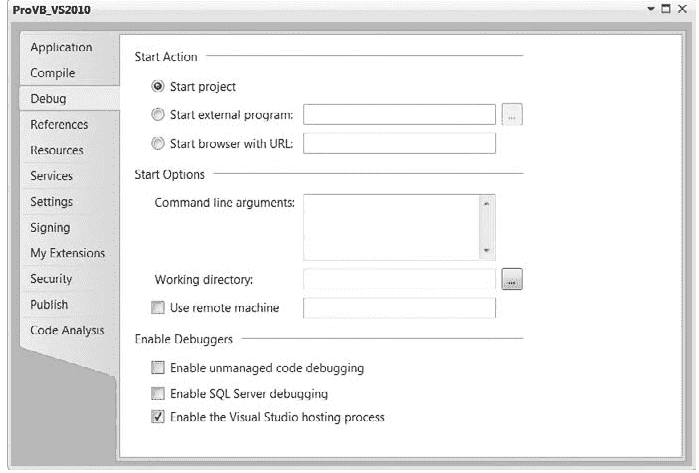 ProVB_VS2010
Application
Compile
Debug
References
Resources
Services
Settings
Signing
My Extensions
Security
Publish
Code Analysis
Start Action
Start project
Start external program:
...
Start browser with URL:
Start Options
Command line arguments:
Working directory:
...
Use remote machine
Enable Debuggers
Enable unmanaged code debugging
Enable SQL Server debugging
Enable the Visual Studio hosting process